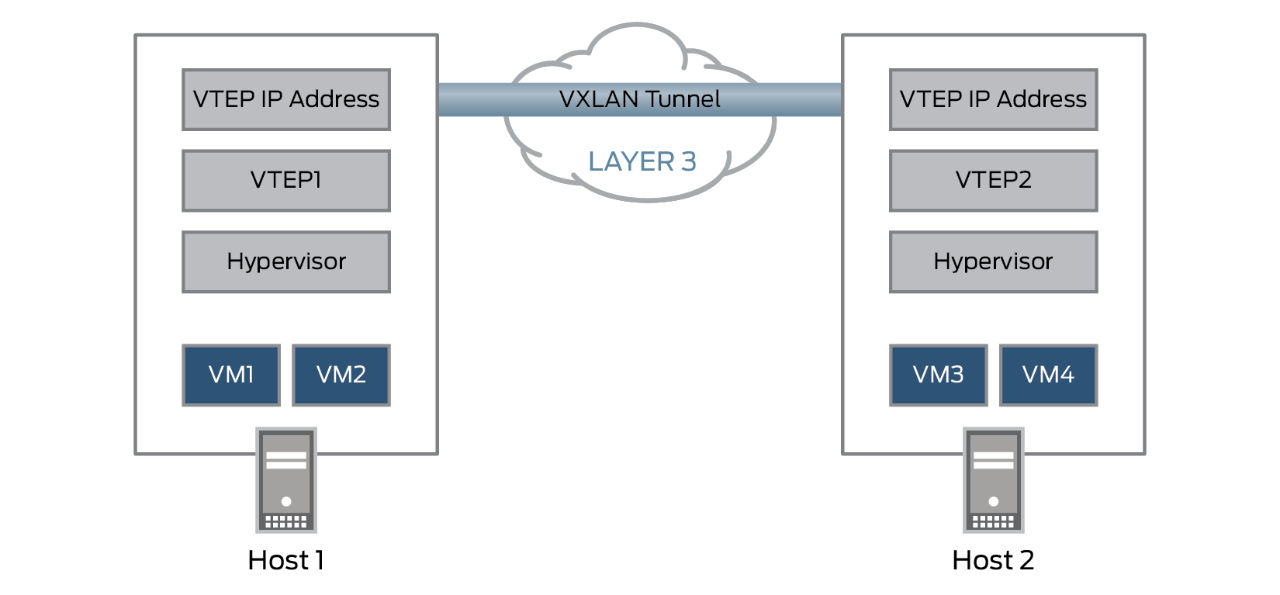 VTEP IP Address
VXLAN Tunnel
VTEP IP Address
LAYER 3
VTEP1
VTEP2
Hypervisor
Hypervisor
VM1
VM2
VM3
VM4
Host 1
Host 2